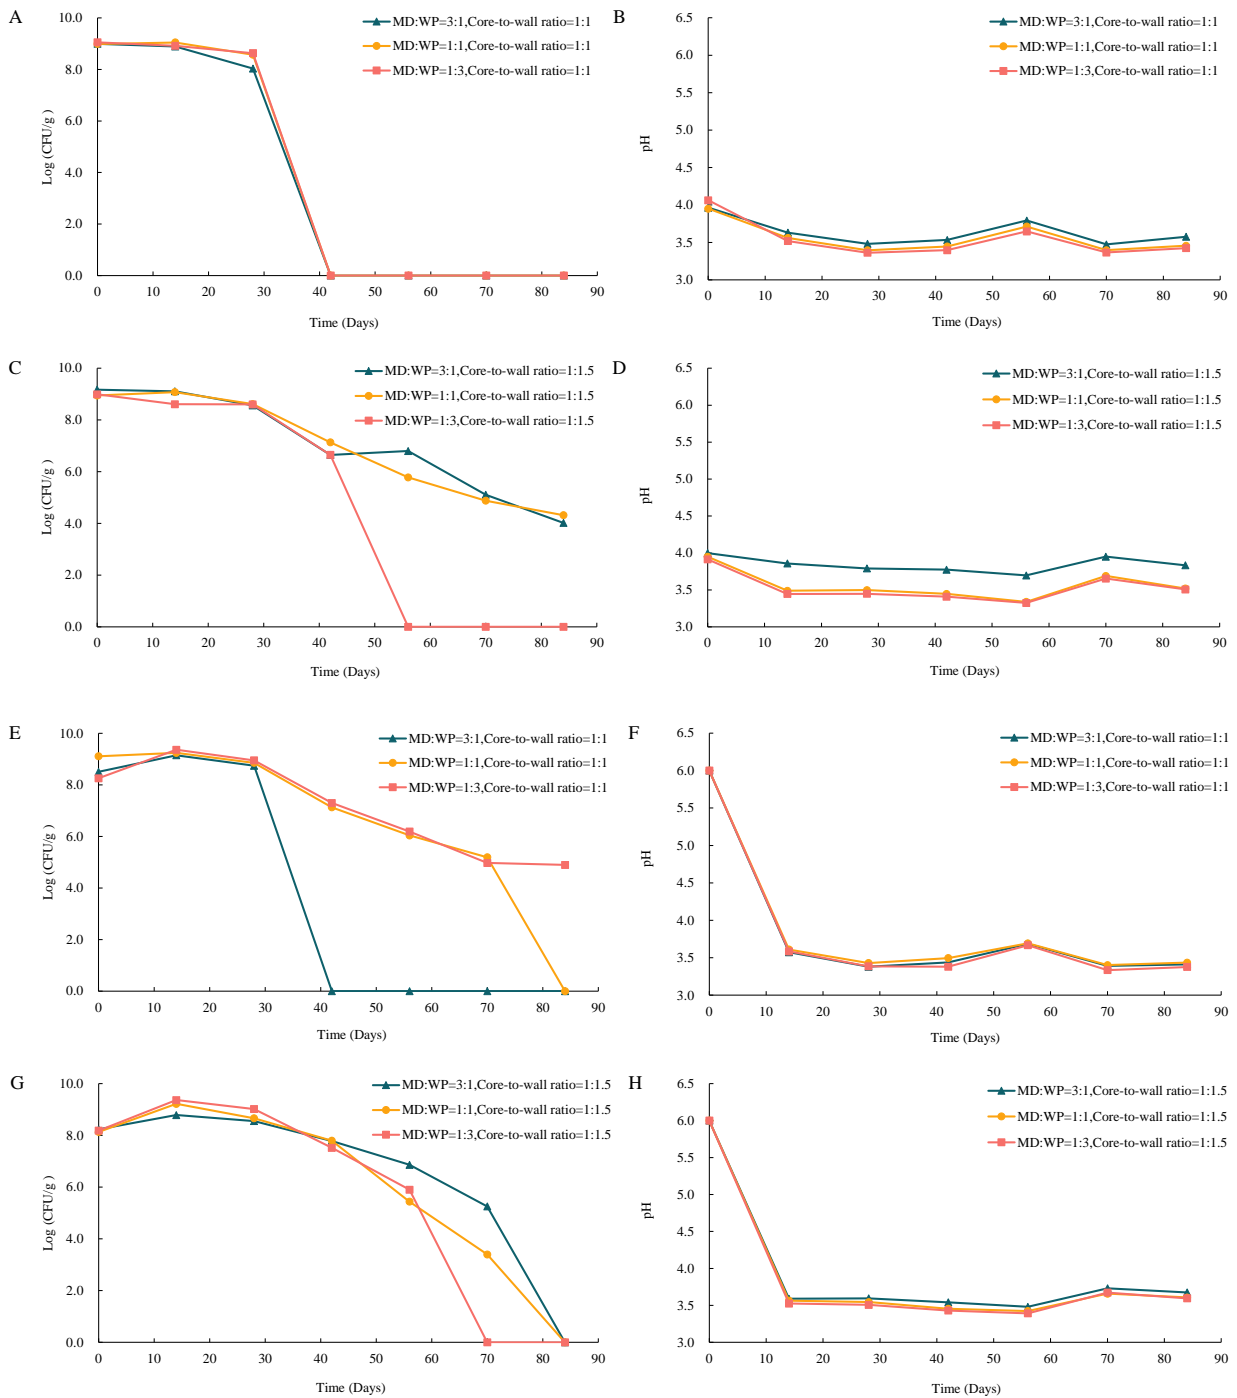 A
MD:WP=3:1,Core-to-wall ratio=1:1
MD:WP=1:1,Core-to-wall ratio=1:1
MD:WP=1:3,Core-to-wall ratio=1:1
10.0
8.0
6.0
4.0
2.0
0.0
Log (CFU/g )
0 10 20 30 40 50 60 70 80 90
Time (Days)
B
MD:WP=3:1,Core-to-wall ratio=1:1
MD:WP=1:1,Core-to-wall ratio=1:1
MD:WP=1:3,Core-to-wall ratio=1:1
6.5
6.0
5.5
5.0
4.5
4.0
3.5
3.0
pH
0 10 20 30 40 50 60 70 80 90
Time (Days)
C
MD:WP=3:1,Core-to-wall ratio=1:1.5
MD:WP=1:1,Core-to-wall ratio=1:1.5
MD:WP=1:3,Core-to-wall ratio=1:1.5
10.0
8.0
6.0
4.0
2.0
0.0
Log (CFU/g )
0 10 20 30 40 50 60 70 80 90
Time (Days)
D
MD:WP=3:1,Core-to-wall ratio=1:1.5
MD:WP=1:1,Core-to-wall ratio=1:1.5
MD:WP=1:3,Core-to-wall ratio=1:1.5
6.5
6.0
5.5
5.0
4.5
4.0
3.5
3.0
pH
0 10 20 30 40 50 60 70 80 90
Time (Days)
E
MD:WP=3:1,Core-to-wall ratio=1:1
MD:WP=1:1,Core-to-wall ratio=1:1
MD:WP=1:3,Core-to-wall ratio=1:1
10.0
8.0
6.0
4.0
2.0
0.0
Log (CFU/g )
0 10 20 30 40 50 60 70 80 90
Time (Days)
F
MD:WP=3:1,Core-to-wall ratio=1:1
MD:WP=1:1,Core-to-wall ratio=1:1
MD:WP=1:3,Core-to-wall ratio=1:1
6.5
6.0
5.5
5.0
4.5
4.0
3.5
3.0
pH
0 10 20 30 40 50 60 70 80 90
Time (Days)
G
MD:WP=3:1,Core-to-wall ratio=1:1.5
MD:WP=1:1,Core-to-wall ratio=1:1.5
MD:WP=1:3,Core-to-wall ratio=1:1.5
10.0
8.0
6.0
4.0
2.0
0.0
Log (CFU/g )
0 10 20 30 40 50 60 70 80 90
Time (Days)
H
MD:WP=3:1,Core-to-wall ratio=1:1.5
MD:WP=1:1,Core-to-wall ratio=1:1.5
MD:WP=1:3,Core-to-wall ratio=1:1.5
6.5
6.0
5.5
5.0
4.5
4.0
3.5
3.0
pH
0 10 20 30 40 50 60 70 80 90
Time (Days)